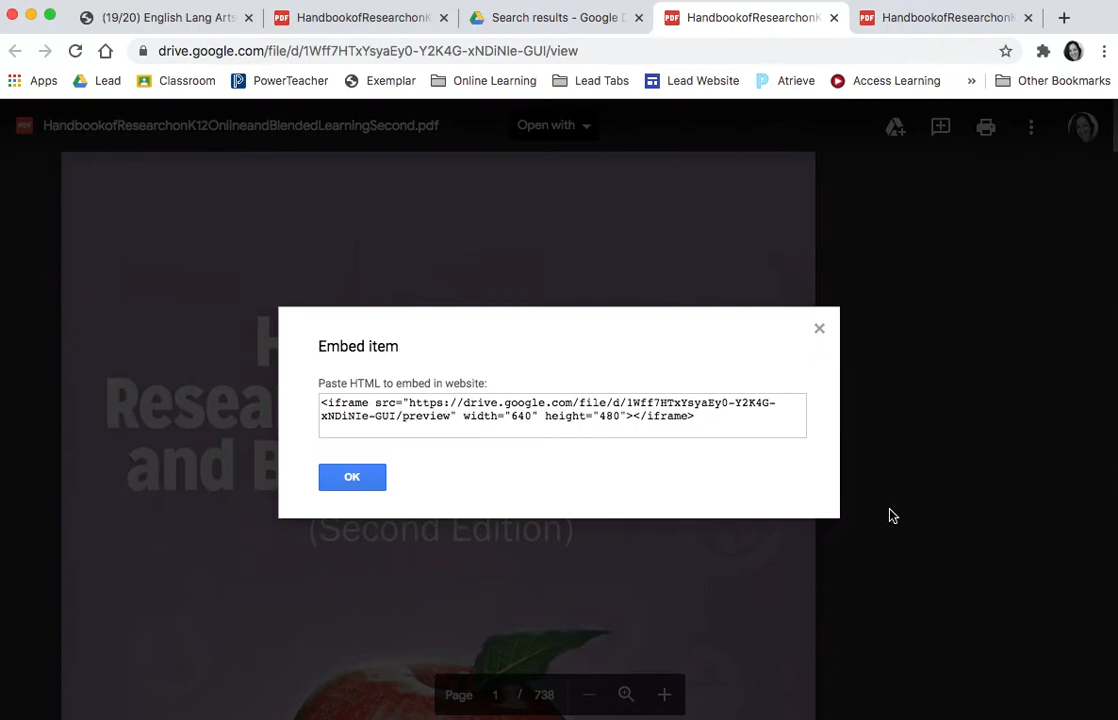 (19/20) English Lang Arts
HandbookofResearchonK
Search results - Google D
HandbookofResearchonK
HandbookofResearchonK
drive.google.com/file/d/1Wff7HTxYsyaEy0-Y2K4G-xNDiNIe-GUI/view
Apps Lead Classroom PowerTeacher Exemplar Online Learning Lead Tabs Lead Website Atrieve Access Learning » Other Bookmarks
PDF HandbookofResearchonK12OnlineandBlendedLearningSecond.pdf Open with
Embed item
Paste HTML to embed in website:
<iframe src="https://drive.google.com/file/d/1Wff7HTxYsyaEy0-Y2K4G-
xNDiNIe-GUI/preview" width="640" height="480"></iframe>
OK
H
Resea
and B
(Second Edition)
Page 1 / 738